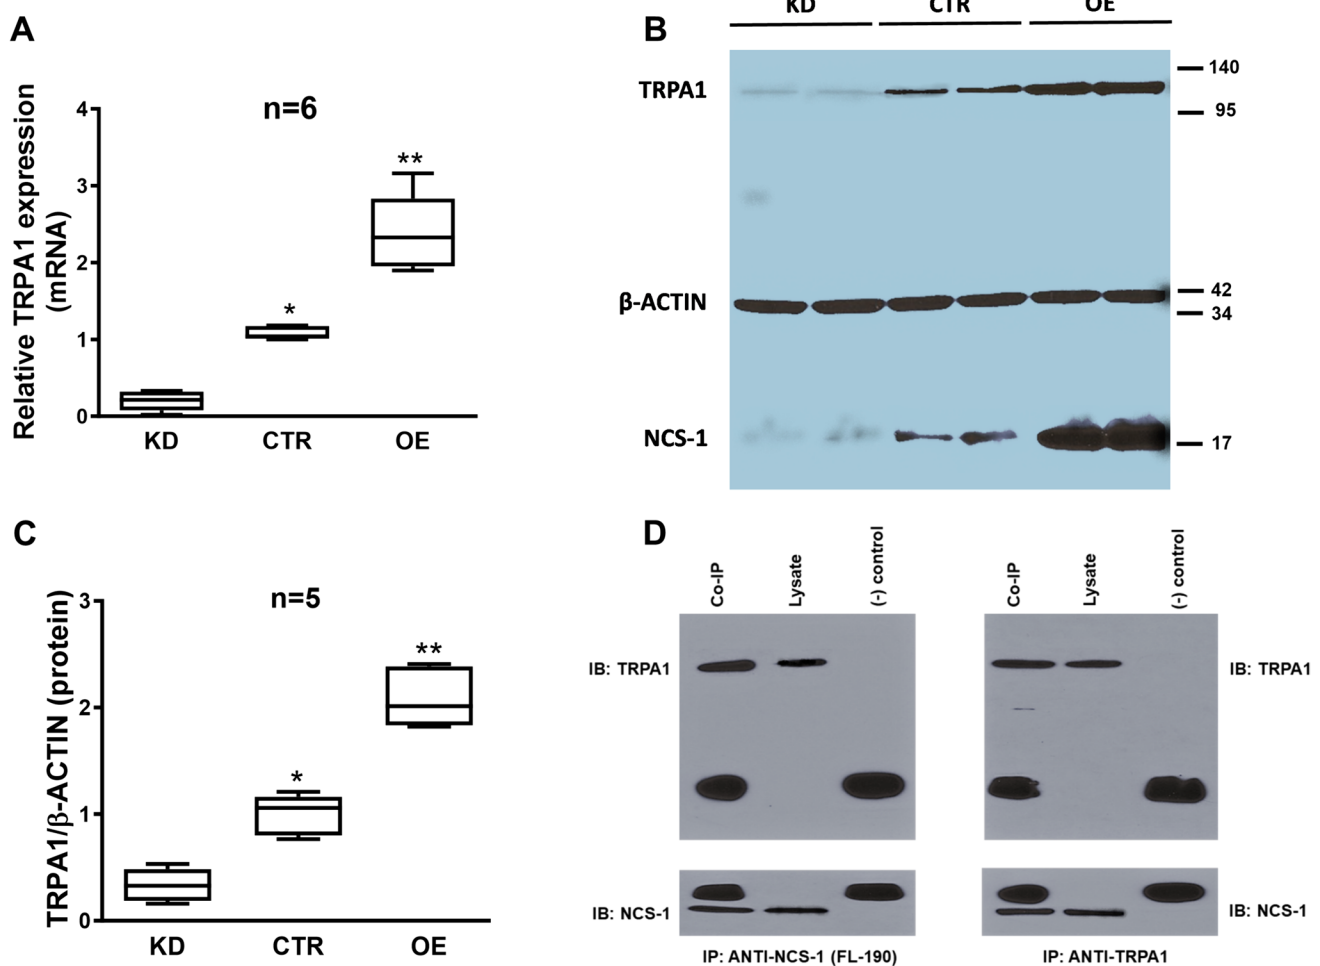 A
n=6
Relative TRPA1 expression
(mRNA)
4
3
2
1
0
*
**
KD CTR OE
B
KD CTR OE
TRPA1
β-ACTIN
NCS-1
140
95
42
34
17
C
n=5
TRPA1/β-ACTIN (protein)
3
2
1
0
*
**
KD CTR OE
D
Co-IP Lysate (-) control
IB: TRPA1
IB: NCS-1
IP: ANTI-NCS-1 (FL-190)
Co-IP Lysate (-) control
IB: TRPA1
IB: NCS-1
IP: ANTI-TRPA1